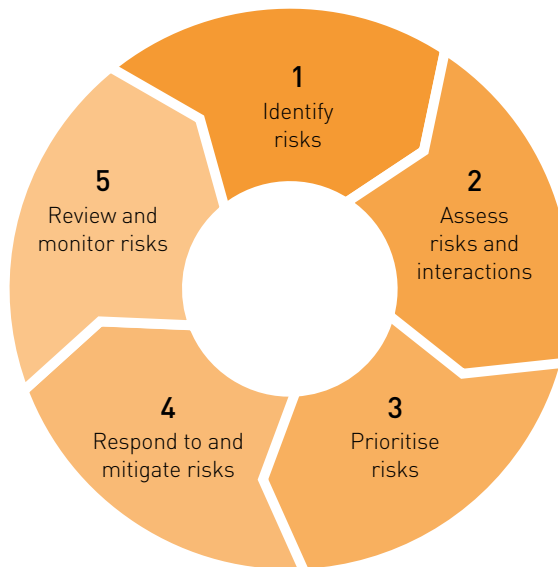 1
Identify
risks
2
Assess
risks and
interactions
3
Prioritise
risks
4
Respond to and
mitigate risks
5
Review and
monitor risks